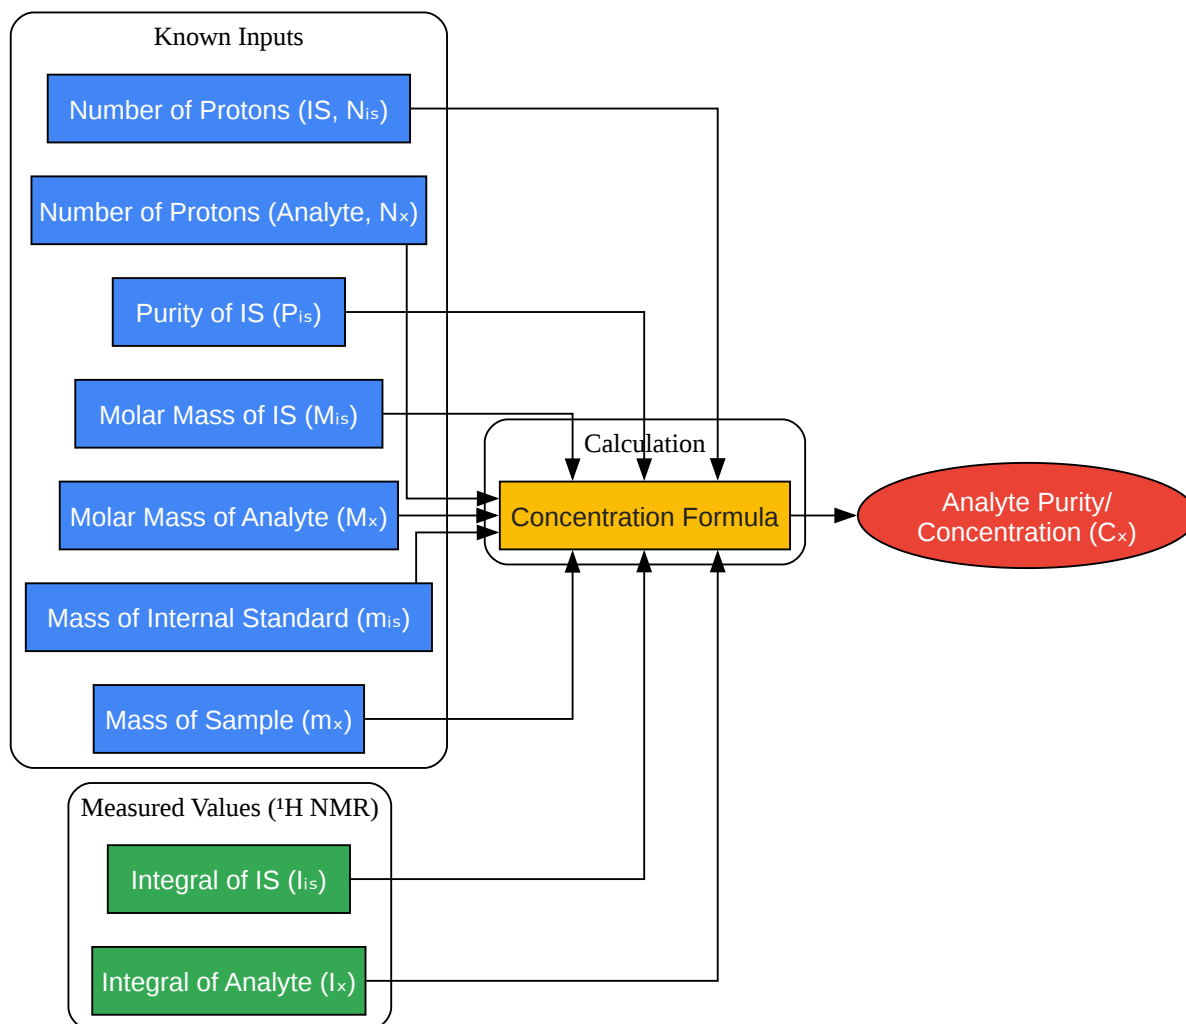 Known Inputs
Number of Protons (IS, Nᵢₛ)
Number of Protons (Analyte, Nₓ)
Purity of IS (Pᵢₛ)
Molar Mass of IS (Mᵢₛ)
Molar Mass of Analyte (Mₓ)
Mass of Internal Standard (mᵢₛ)
Mass of Sample (mₓ)
Calculation
Concentration Formula
Analyte Purity/
Concentration (Cₓ)
Measured Values (¹H NMR)
Integral of IS (Iᵢₛ)
Integral of Analyte (Iₓ)